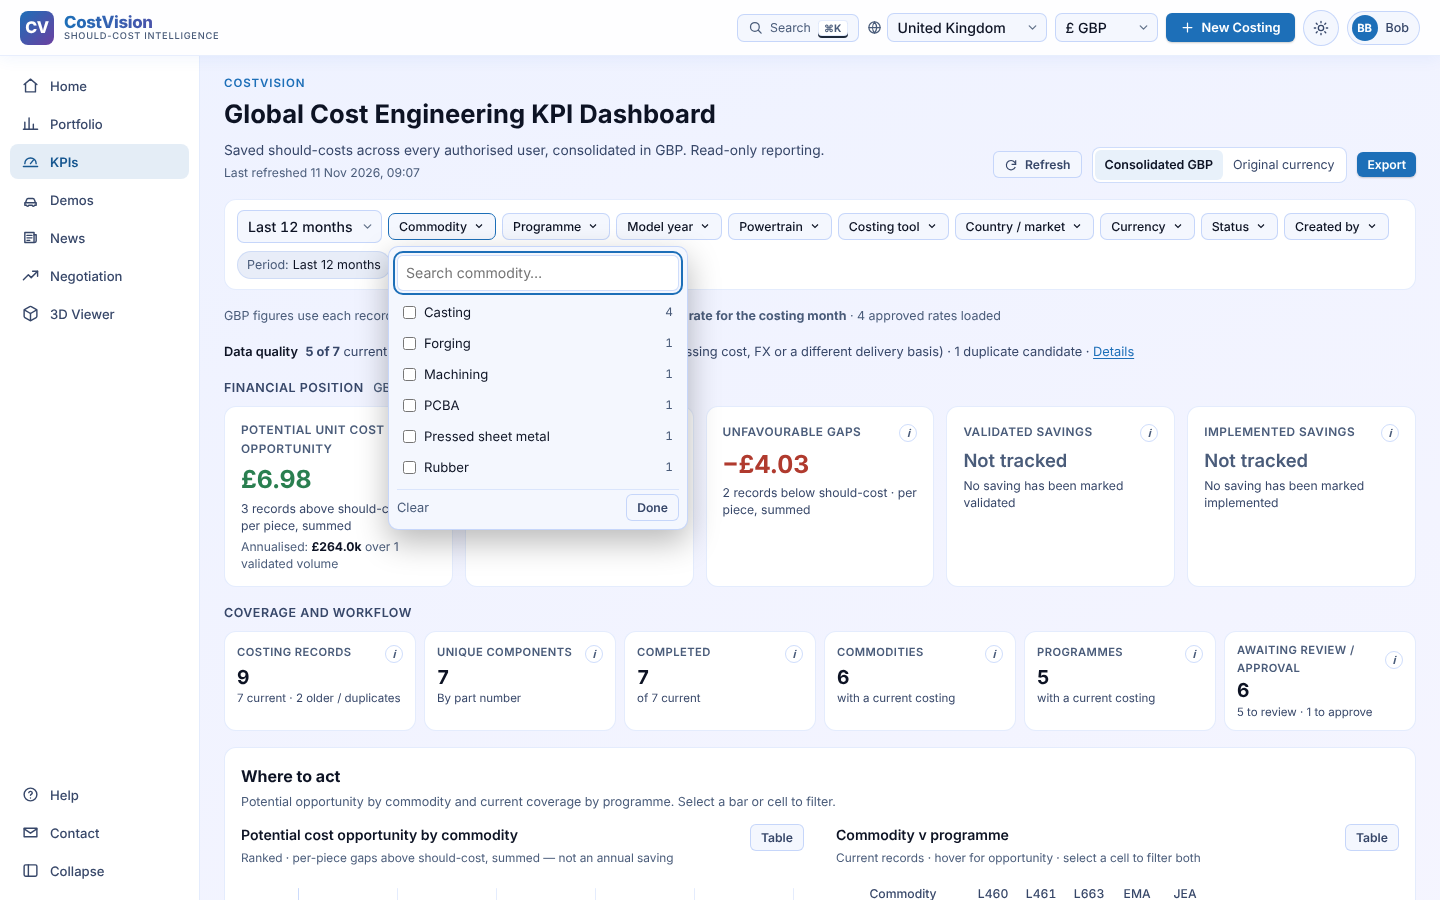 CV
CostVision
SHOULD-COST INTELLIGENCE
Search ⌘K
United Kingdom
£ GBP
+ New Costing
BB Bob
Home
Portfolio
KPIs
Demos
News
Negotiation
3D Viewer
Help
Contact
Collapse
COSTVISION
Global Cost Engineering KPI Dashboard
Saved should-costs across every authorised user, consolidated in GBP. Read-only reporting.
Last refreshed 11 Nov 2026, 09:07
Refresh
Consolidated GBP
Original currency
Export
Last 12 months
Commodity
Programme
Model year
Powertrain
Costing tool
Country / market
Currency
Status
Created by
Period: Last 12 months
Search commodity...
Casting 4
Forging 1
Machining 1
PCBA 1
Pressed sheet metal 1
Rubber 1
Clear
Done
GBP figures use each rate for the costing month · 4 approved rates loaded
Data quality 5 of 7 current cost, FX or a different delivery basis) · 1 duplicate candidate · Details
FINANCIAL POSITION
POTENTIAL UNIT COST
OPPORTUNITY
£6.98
3 records above
per piece, summed
Annualised: £264.0k over 1
validated volume
UNFAVOURABLE GAPS i
−£4.03
2 records below should-cost · per
piece, summed
VALIDATED SAVINGS i
Not tracked
No saving has been marked
validated
IMPLEMENTED SAVINGS i
Not tracked
No saving has been marked
implemented
COVERAGE AND WORKFLOW
COSTING RECORDS i
9
7 current · 2 older / duplicates
UNIQUE COMPONENTS i
7
By part number
COMPLETED i
7
of 7 current
COMMODITIES i
6
with a current costing
PROGRAMMES i
5
with a current costing
AWAITING REVIEW /
APPROVAL i
6
5 to review · 1 to approve
Where to act
Potential opportunity by commodity and current coverage by programme. Select a bar or cell to filter.
Potential cost opportunity by commodity
Table
Ranked · per-piece gaps above should-cost, summed — not an annual saving
Commodity v programme
Table
Current records · hover for opportunity · select a cell to filter both
Commodity L460 L461 L663 EMA JEA